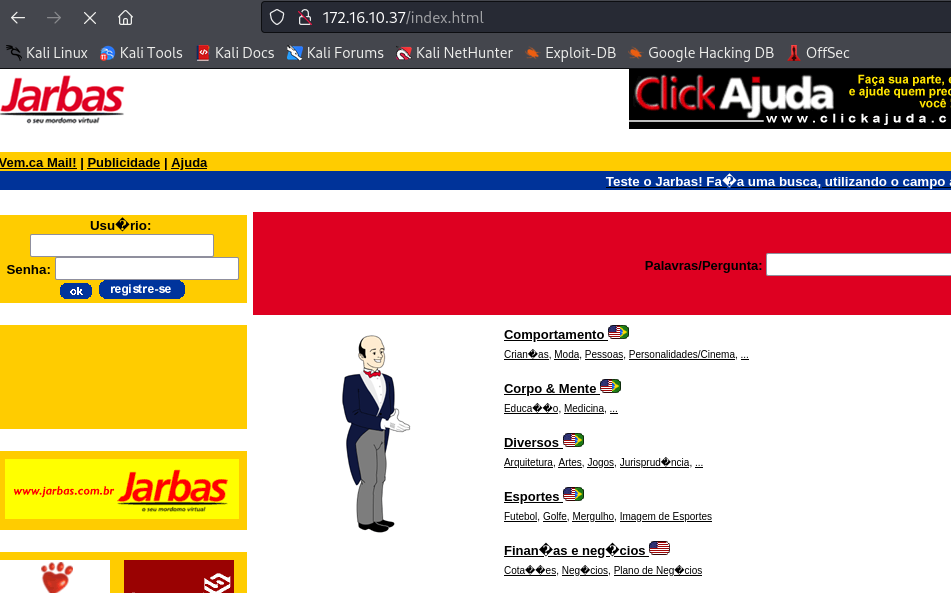 172.16.10.37/index.html
Kali Linux Kali Tools Kali Docs Kali Forums Kali NetHunter Exploit-DB Google Hacking DB OffSec
Jarbas
o seu mordomo virtual
ClickAjuda
Faça sua parte,
e ajude quem prec
você
www.clickajuda.c
Vem.ca Mail! | Publicidade | Ajuda
Teste o Jarbas! Fa�a uma busca, utilizando o campo
Usu�rio:
Senha:
ok registre-se
Palavras/Pergunta:
Comportamento
Crian�as, Moda, Pessoas, Personalidades/Cinema, ...
Corpo & Mente
Educa��o, Medicina, ...
Diversos
Arquitetura, Artes, Jogos, Jurisprud�ncia, ...
Esportes
Futebol, Golfe, Mergulho, Imagem de Esportes
Finan�as e neg�cios
Cota��es, Neg�cios, Plano de Neg�cios
www.jarbas.com.br Jarbas
o seu mordomo virtual